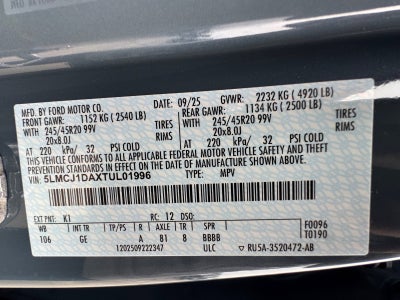 MFD. BY FORD MOTOR CO.
DATE: 09/25 GVWR: 2232 KG ( 4920 LB)
FRONT GAWR: 1152 KG ( 2540 LB) REAR GAWR: 1134 KG ( 2500 LB)
245/45R20 99V TIRES 245/45R20 99V TIRES
20x8.0J RIMS 20x8.0J RIMS
AT 220 kPa/ 32 PSI COLD AT 220 kPa/ 32 PSI COLD
THIS VEHICLE CONFORMS TO ALL APPLICABLE FEDERAL MOTOR VEHICLE SAFETY, BUMPER,
AND THEFT PREVENTION STANDARDS IN EFFECT ON THE DATE OF MANUFACTURE SHOWN ABOVE.
VIN: 5LMCJ1DAXTUL01996 TYPE: MPV
EXT PNT: K1 RC: 12 DSO:
WB INT TR TP/PS R AXLE TR SPR F0096
106 GE A 81 8 BBBB T0190
1202509222347 ULC RU5A-3520472-AB